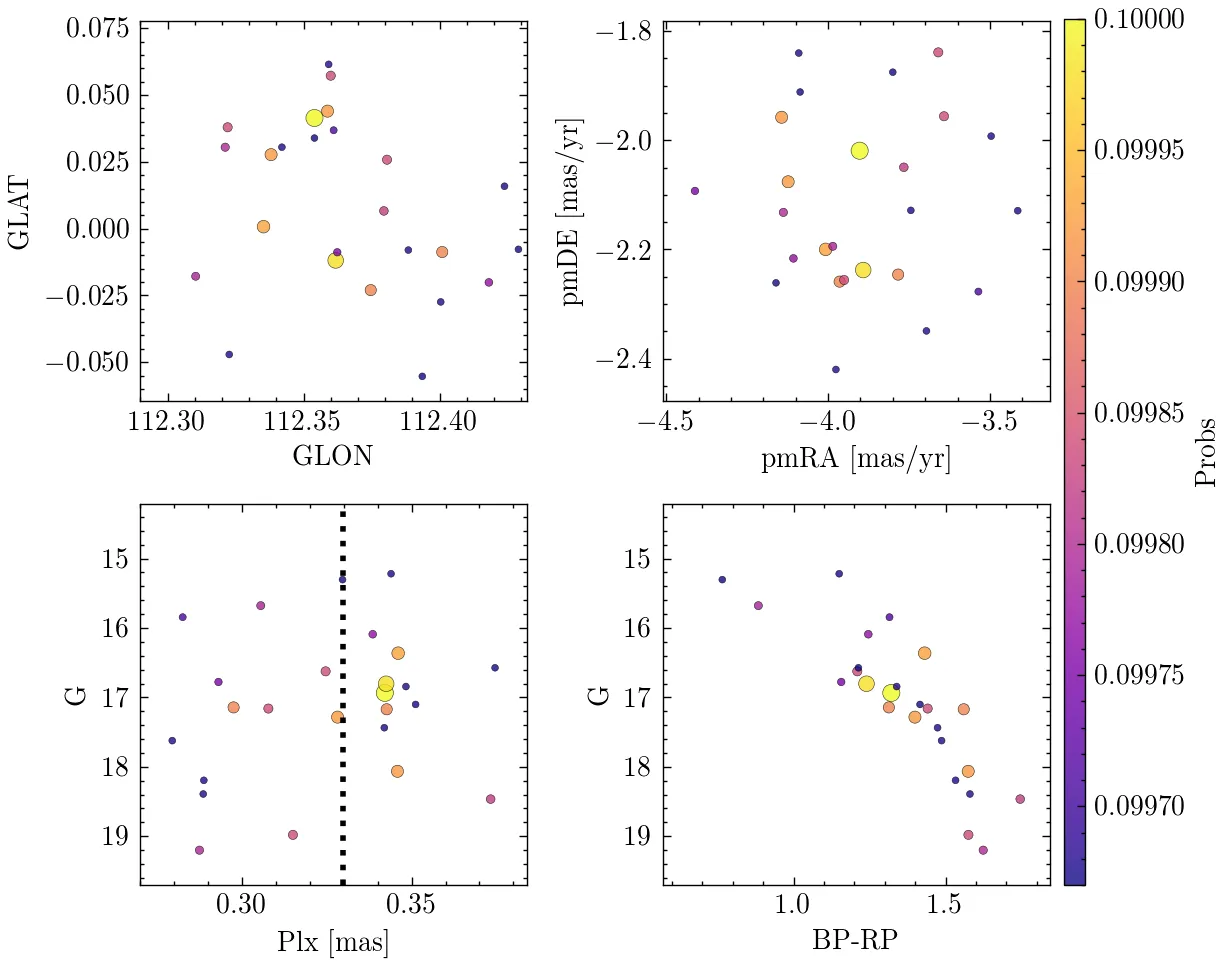 0.075
0.050
0.025
0.000
−0.025
−0.050
GLAT
112.30 112.35 112.40
GLON
−1.8
−2.0
−2.2
−2.4
pmDE [mas/yr]
−4.5 −4.0 −3.5
pmRA [mas/yr]
15
16
17
18
19
G
0.30 0.35
Plx [mas]
15
16
17
18
19
G
1.0 1.5
BP-RP
0.10000
0.09995
0.09990
0.09985
0.09980
0.09975
0.09970
Probs